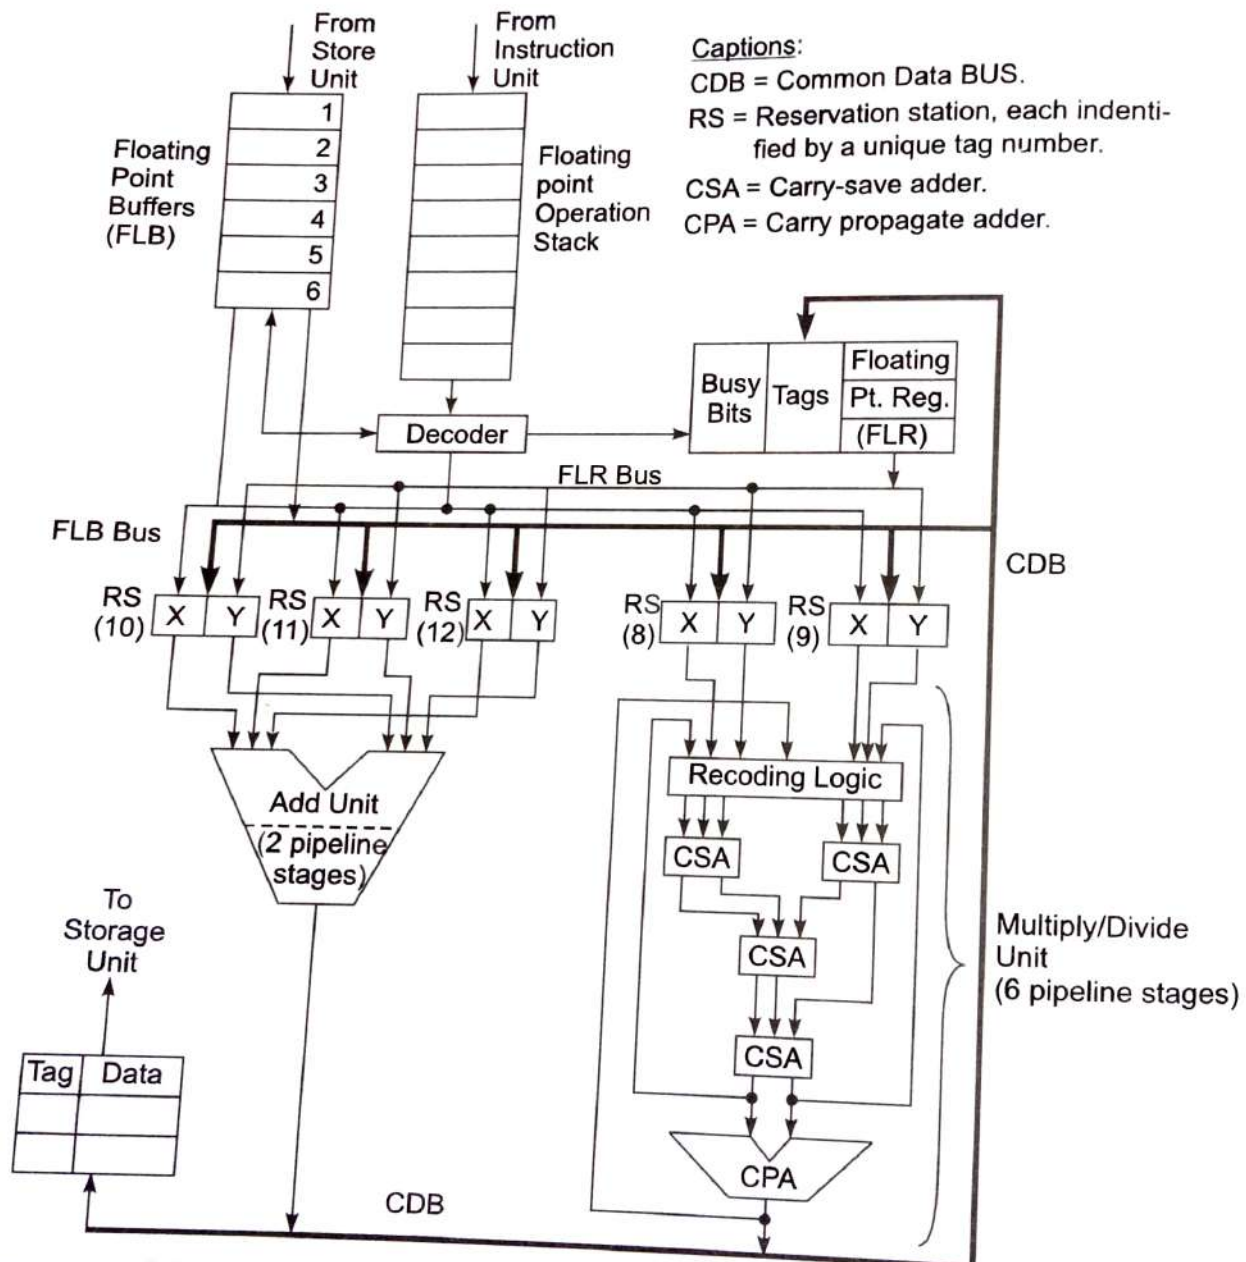 From
Store
Unit
From
Instruction
Unit
Captions:
CDB = Common Data BUS.
RS = Reservation station, each indenti-
fied by a unique tag number.
CSA = Carry-save adder.
CPA = Carry propagate adder.
Floating
Point
Buffers
(FLB)
1
2
3
4
5
6
Floating
point
Operation
Stack
Busy
Bits
Tags
Floating
Pt. Reg.
(FLR)
Decoder
FLR Bus
FLB Bus
CDB
RS
(10)
X
Y
RS
(11)
X
Y
RS
(12)
X
Y
RS
(8)
X
Y
RS
(9)
X
Y
Recoding Logic
Add Unit
(2 pipeline
stages)
CSA
CSA
CSA
CSA
CPA
Multiply/Divide
Unit
(6 pipeline stages)
To
Storage
Unit
Tag
Data
CDB